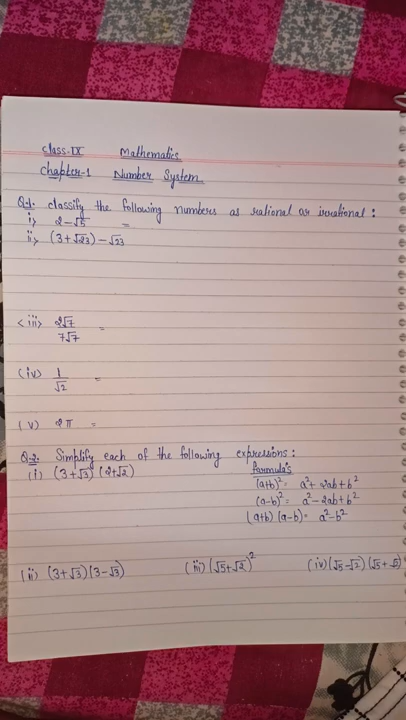 Class-IX Mathematics
Chapter-1 Number System
Q-1. Classify the following numbers as rational or irrational :
i> 2-√5 =
ii> (3+√23) - √23
<iii> 2√7/7√7 =
(iv) 1/√2 =
(v) 2π =
Q-2. Simplify each of the following expressions :
(i) (3+√3) (2+√2)
formula's
(a+b)² = a²+2ab+b²
(a-b)² = a²-2ab+b²
(a+b) (a-b) = a²-b²
(ii) (3+√3)(3-√3) (iii) (√5+√2)² (iv) (√5-√2)(√5+√2)